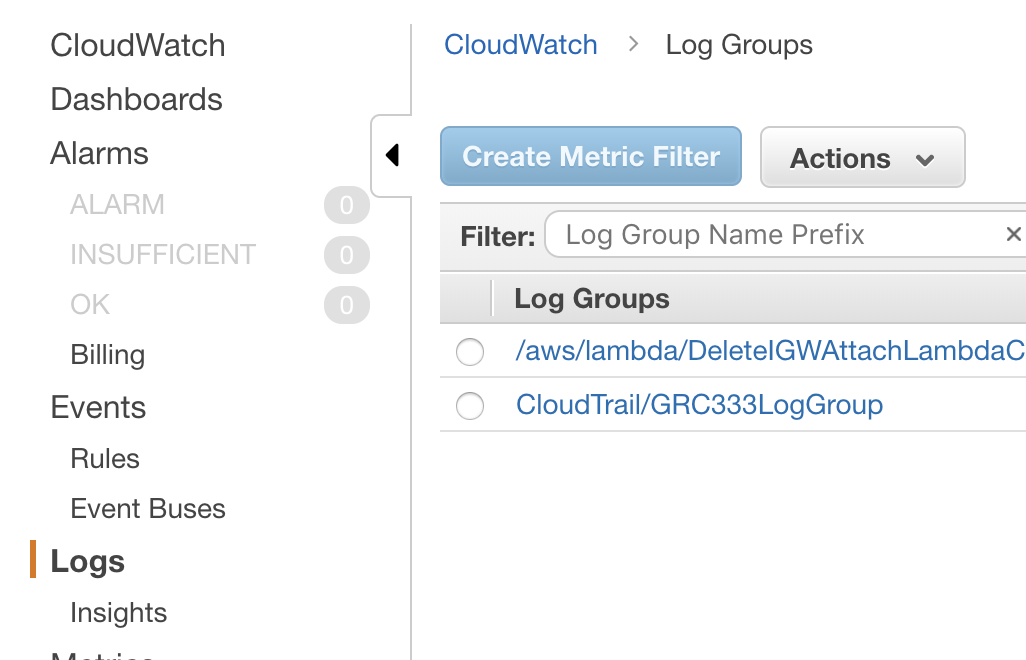 CloudWatch
Dashboards
Alarms
ALARM 0
INSUFFICIENT 0
OK 0
Billing
Events
Rules
Event Buses
Logs
Insights
Metrics
CloudWatch > Log Groups
Create Metric Filter
Actions
Filter: Log Group Name Prefix ×
Log Groups
/aws/lambda/DeleteIGWAttachLambdaC
CloudTrail/GRC333LogGroup